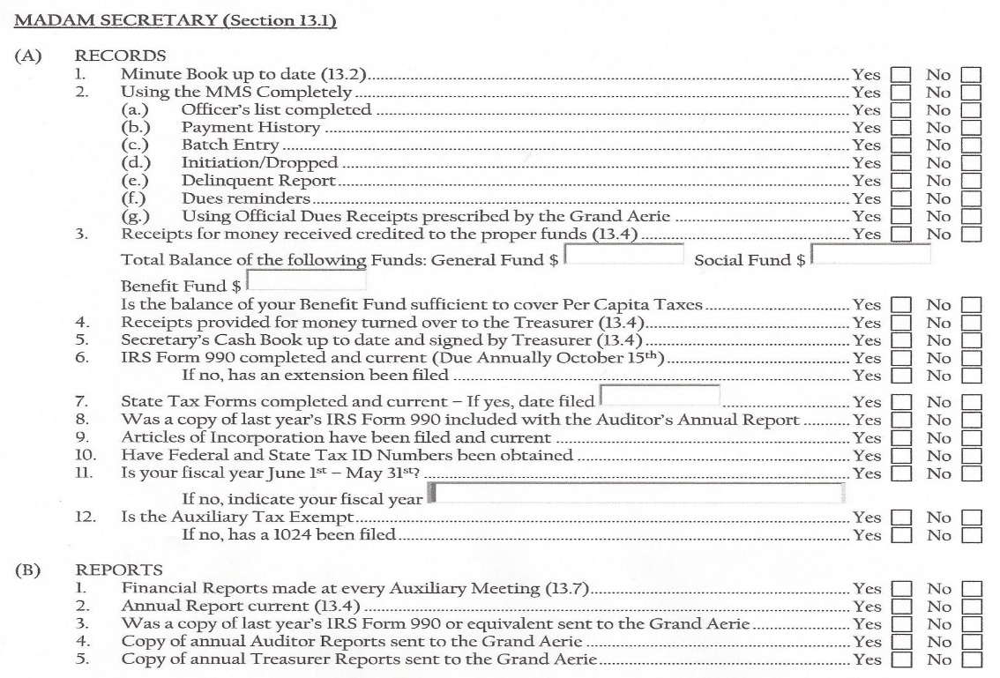 MADAM SECRETARY (Section 13.1)
(A) RECORDS
1. Minute Book up to date (13.2).......... Yes No
2. Using the MMS Completely.......... Yes No
(a.) Officer's list completed.......... Yes No
(b.) Payment History.......... Yes No
(c.) Batch Entry.......... Yes No
(d.) Initiation/Dropped.......... Yes No
(e.) Delinquent Report.......... Yes No
(f.) Dues reminders.......... Yes No
(g.) Using Official Dues Receipts prescribed by the Grand Aerie.......... Yes No
3. Receipts for money received credited to the proper funds (13.4).......... Yes No
Total Balance of the following Funds: General Fund $ Social Fund $
Benefit Fund $
Is the balance of your Benefit Fund sufficient to cover Per Capita Taxes.......... Yes No
4. Receipts provided for money turned over to the Treasurer (13.4).......... Yes No
5. Secretary's Cash Book up to date and signed by Treasurer (13.4).......... Yes No
6. IRS Form 990 completed and current (Due Annually October 15th).......... Yes No
If no, has an extension been filed.......... Yes No
7. State Tax Forms completed and current – If yes, date filed .......... Yes No
8. Was a copy of last year's IRS Form 990 included with the Auditor's Annual Report.......... Yes No
9. Articles of Incorporation have been filed and current.......... Yes No
10. Have Federal and State Tax ID Numbers been obtained.......... Yes No
11. Is your fiscal year June 1st – May 31st?.......... Yes No
If no, indicate your fiscal year
12. Is the Auxiliary Tax Exempt.......... Yes No
If no, has a 1024 been filed.......... Yes No
(B) REPORTS
1. Financial Reports made at every Auxiliary Meeting (13.7).......... Yes No
2. Annual Report current (13.4).......... Yes No
3. Was a copy of last year's IRS Form 990 or equivalent sent to the Grand Aerie.......... Yes No
4. Copy of annual Auditor Reports sent to the Grand Aerie.......... Yes No
5. Copy of annual Treasurer Reports sent to the Grand Aerie.......... Yes No